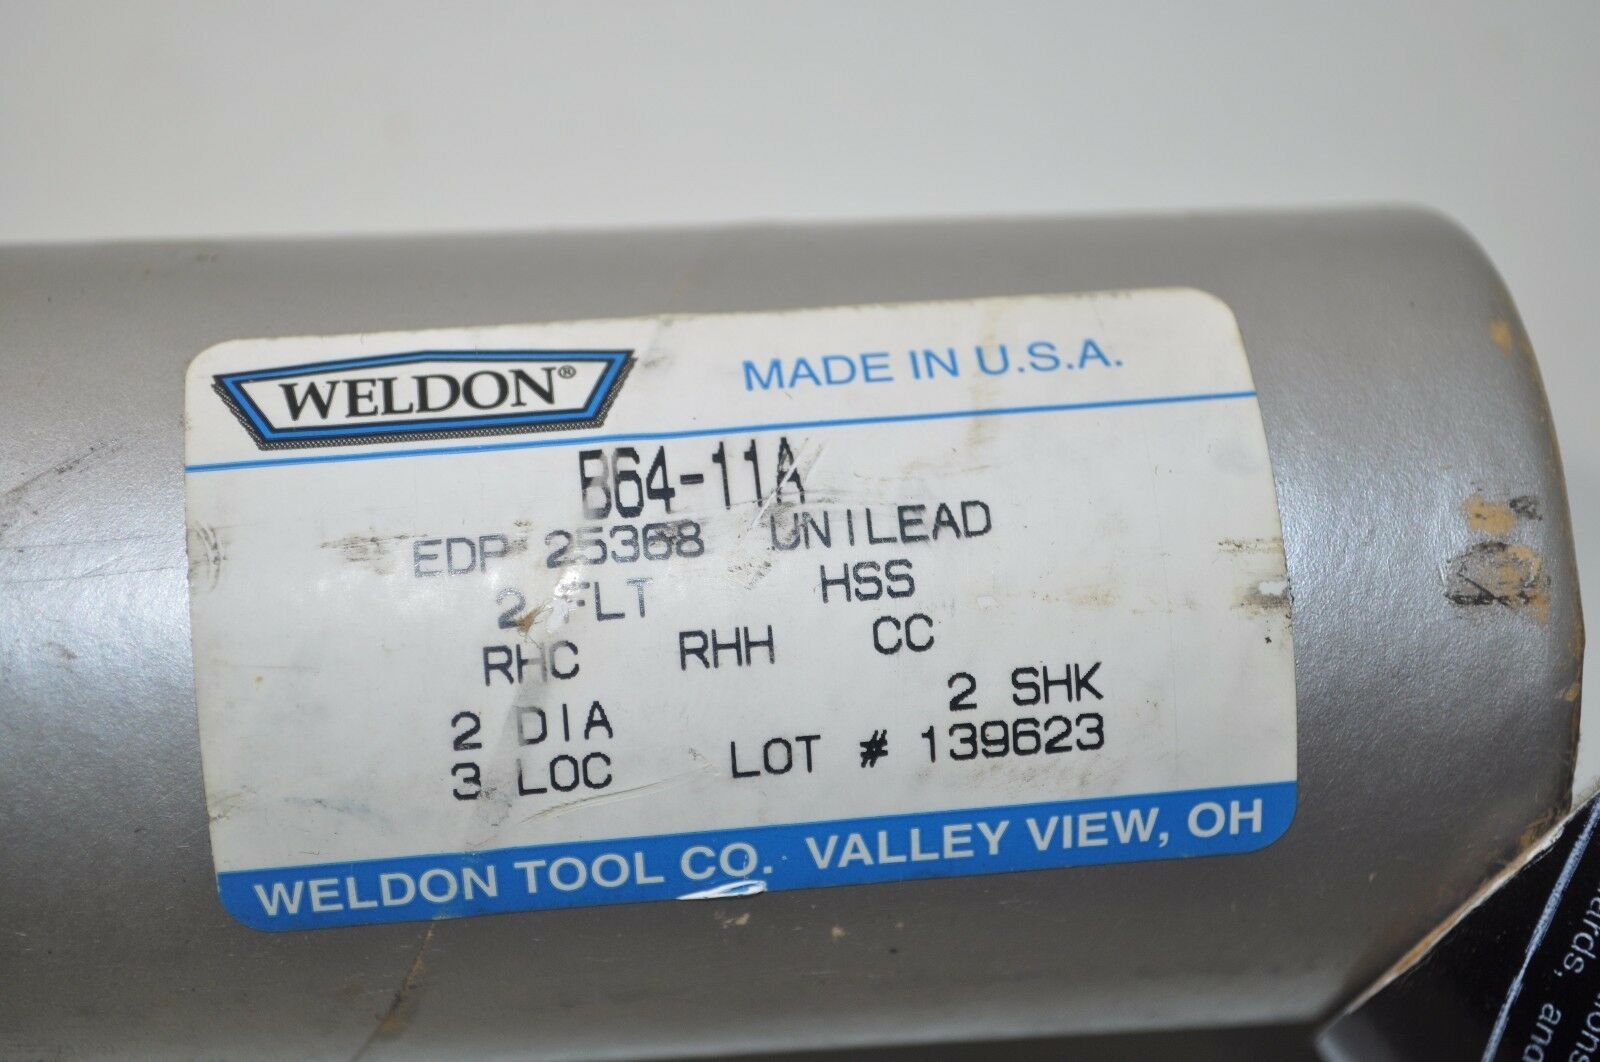 WELDON®
MADE IN U.S.A.
B64-11A
EDP 25368 UNILEAD
2 FLT HSS
RHC RHH CC
2 DIA 2 SHK
3 LOC LOT # 139623
WELDON TOOL CO. VALLEY VIEW, OH
and